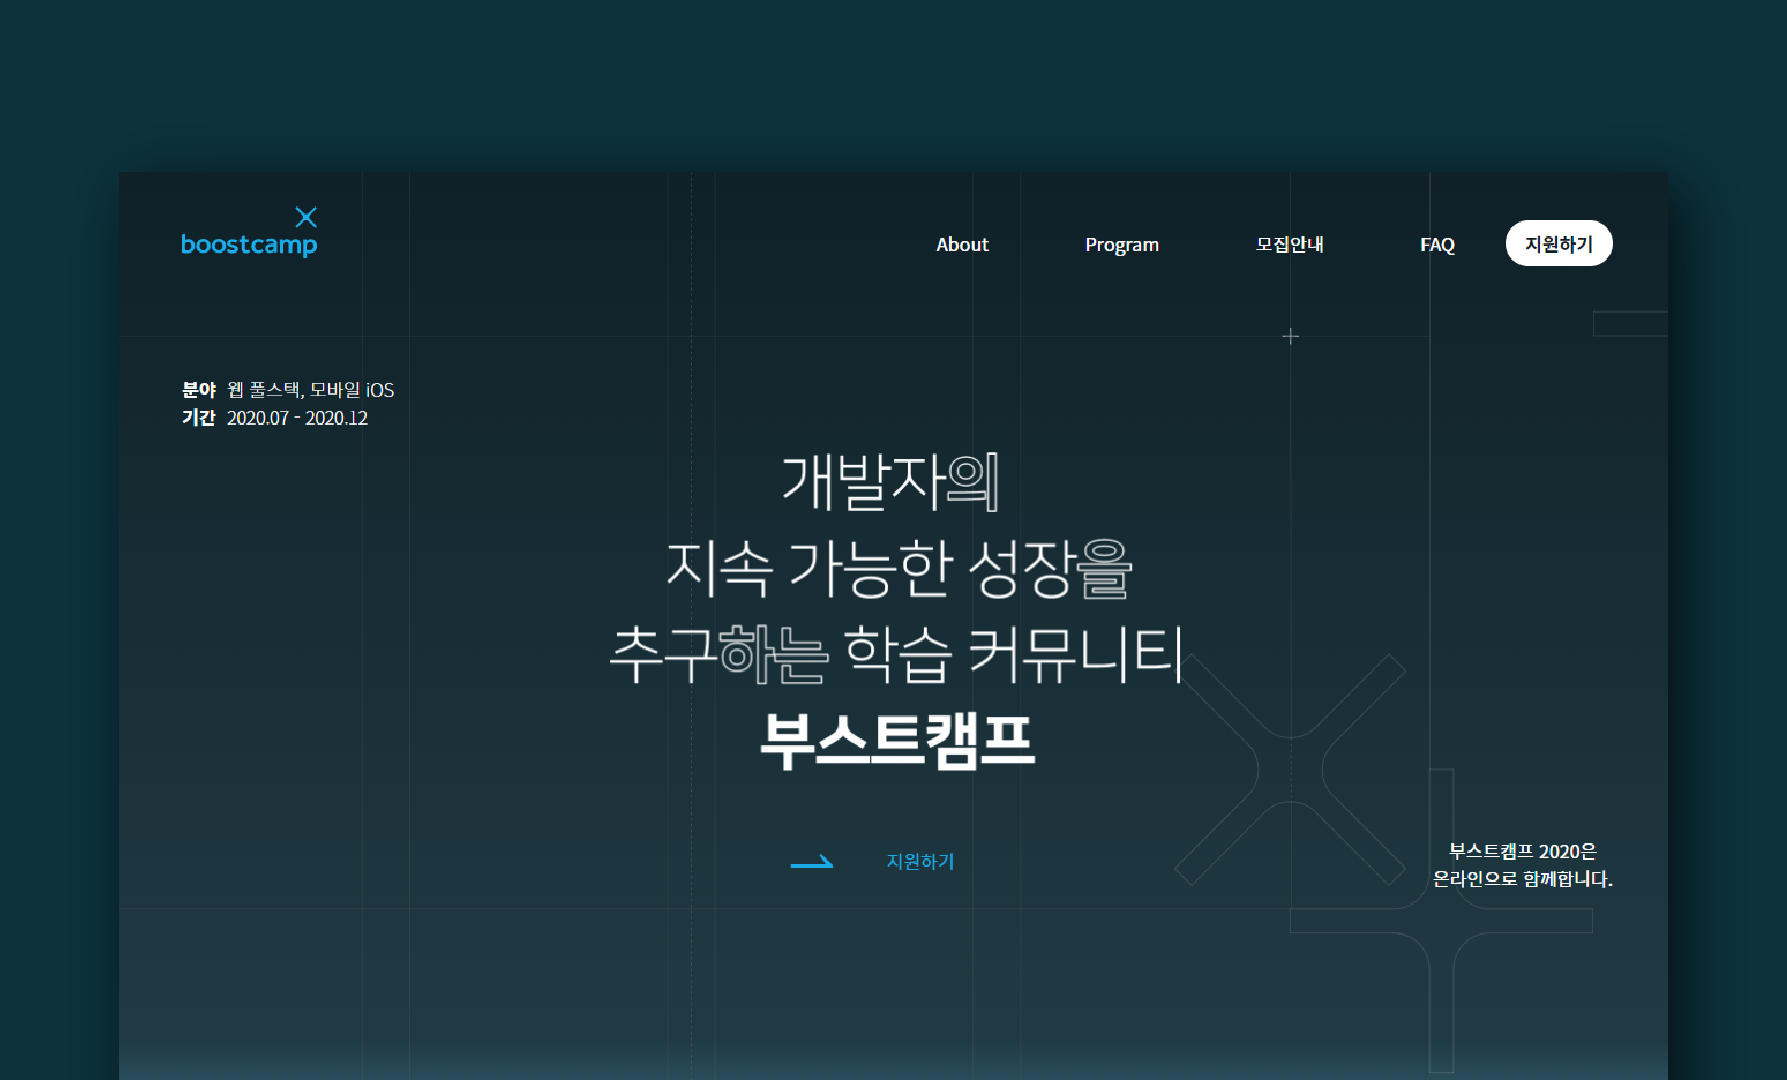 boostcamp
About Program 모집안내 FAQ 지원하기
분야 웹 풀스택, 모바일 iOS
기간 2020.07 - 2020.12
개발자의
지속 가능한 성장을
추구하는 학습 커뮤니티
부스트캠프
지원하기
부스트캠프 2020은
온라인으로 함께합니다.